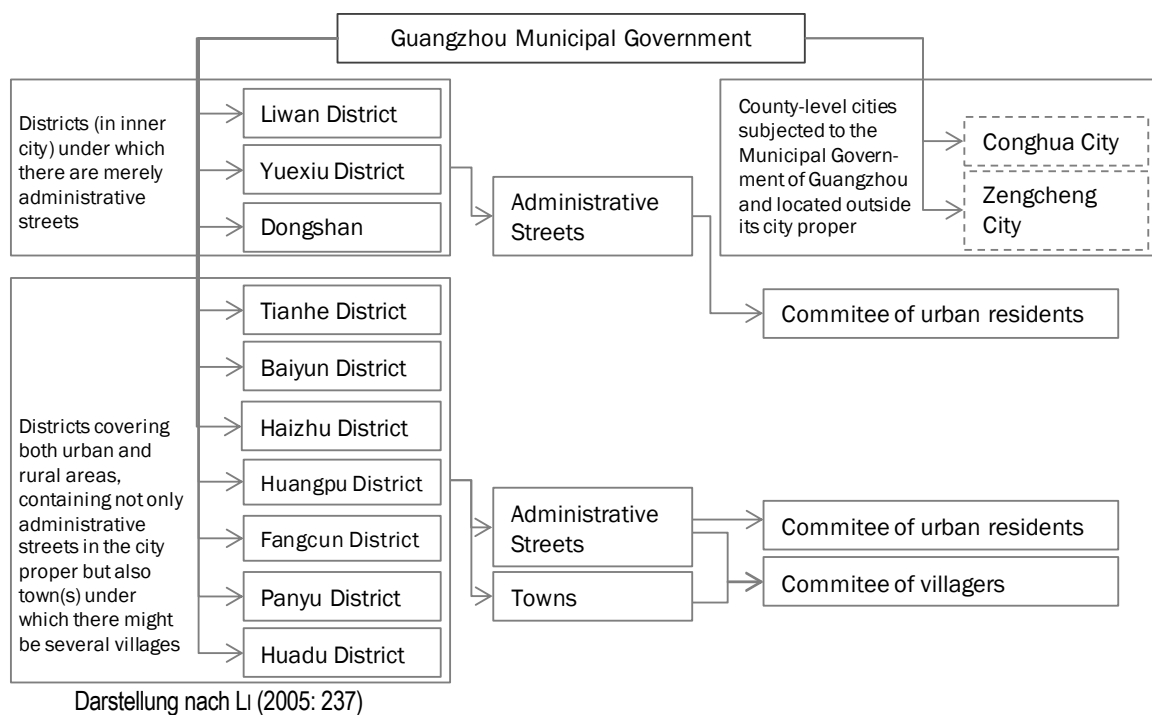 Guangzhou Municipal Government
Districts (in inner
city) under which
there are merely
administrative
streets
Liwan District
Yuexiu District
Dongshan
Administrative
Streets
County-level cities
subjected to the
Municipal Govern-
ment of Guangzhou
and located outside
its city proper
Conghua City
Zengcheng
City
Commitee of urban residents
Districts covering
both urban and
rural areas,
containing not only
administrative
streets in the city
proper but also
town(s) under
which there might
be several villages
Tianhe District
Baiyun District
Haizhu District
Huangpu District
Fangcun District
Panyu District
Huadu District
Administrative
Streets
Towns
Commitee of urban residents
Commitee of villagers
Darstellung nach LI (2005: 237)